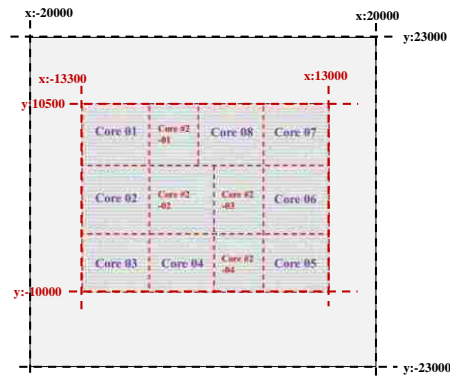 x:-20000
x:20000
y:23000
x:-13300
x:13000
y:10500
Core 01
Core #2
-01
Core 08
Core 07
Core 02
Core #2
-02
Core #2
-03
Core 06
Core 03
Core 04
Core #2
-04
Core 05
y:-10000
y:-23000